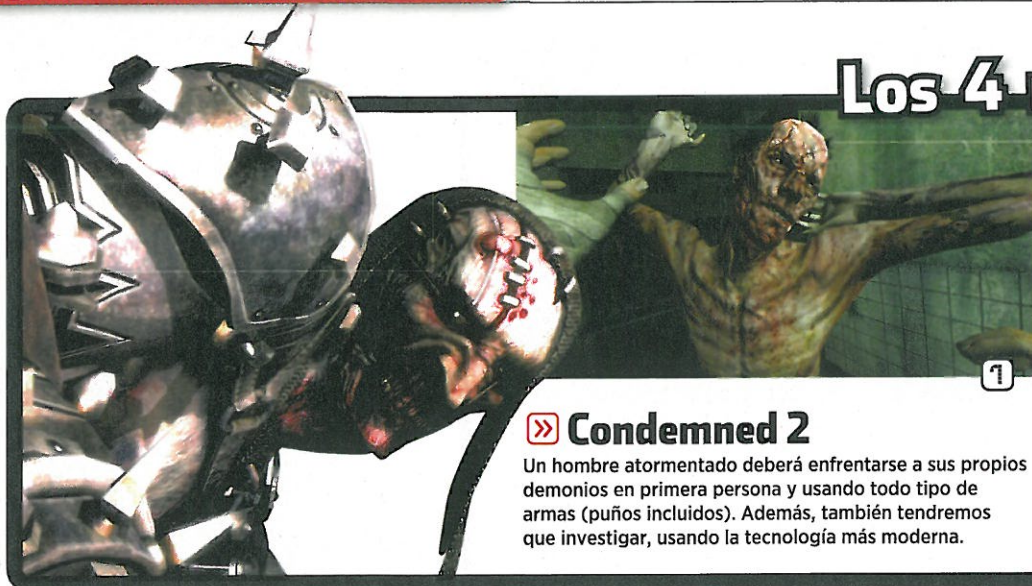 Los 4
1
Condemned 2
Un hombre atormentado deberá enfrentarse a sus propios
demonios en primera persona y usando todo tipo de
armas (puños incluidos). Además, también tendremos
que investigar, usando la tecnología más moderna.